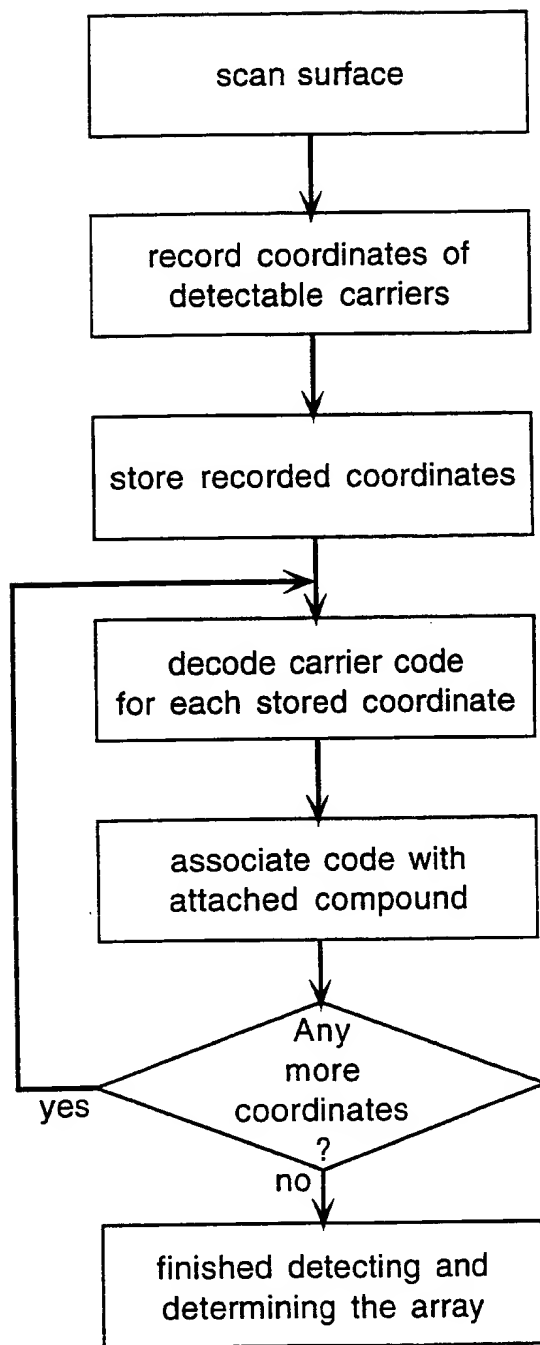 scan surface
record coordinates of
detectable carriers
store recorded coordinates
decode carrier code
for each stored coordinate
associate code with
attached compound
Any
more
coordinates
?
yes
no
finished detecting and
determining the array